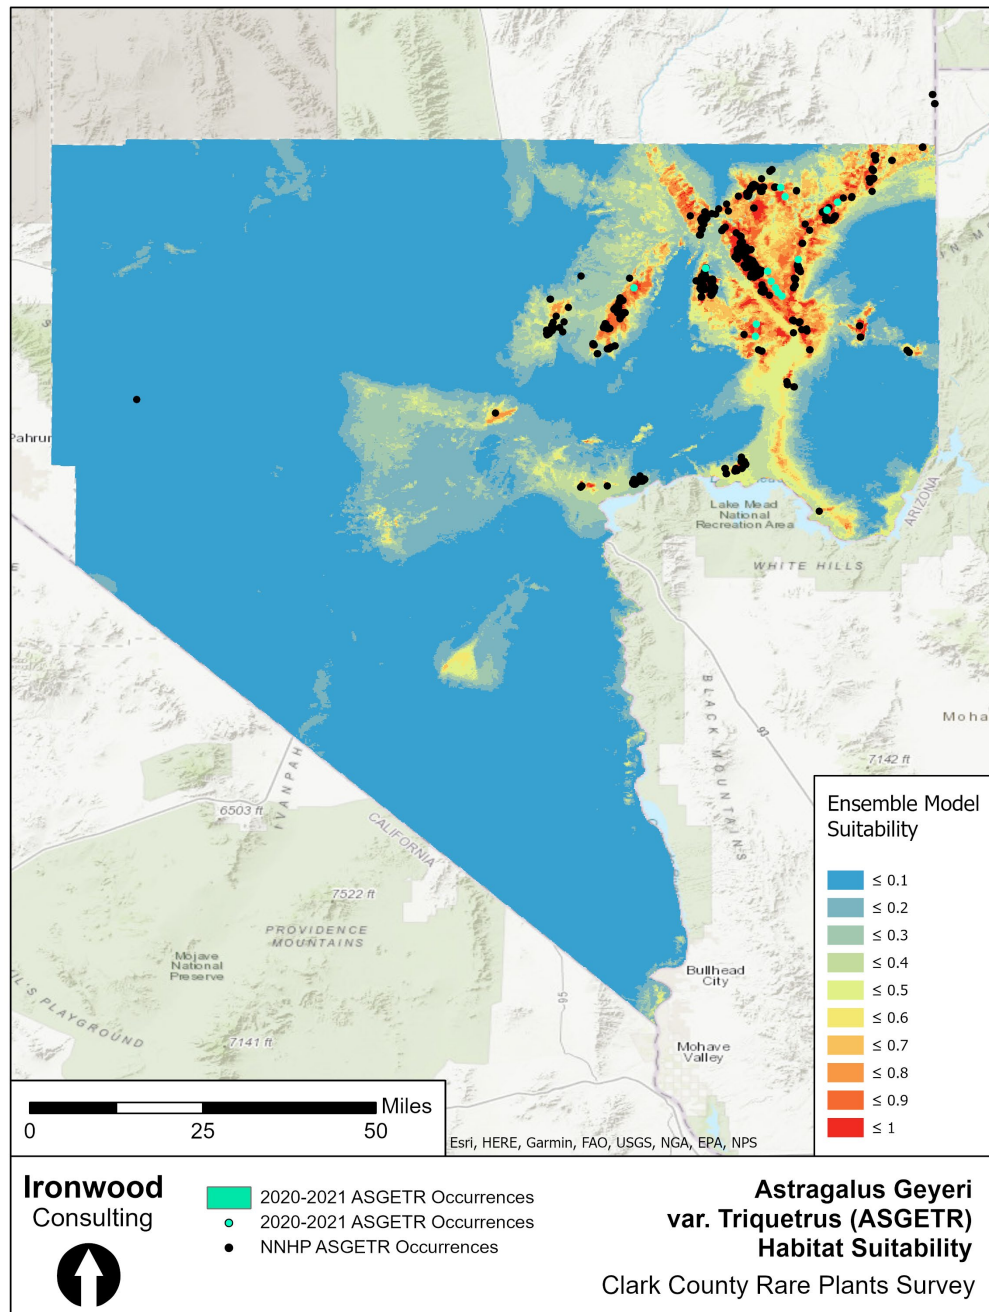 Pahrum
Lake Mead
National
Recreation Area
ARIZONA
WHITE HILLS
BLACK MOUNTAINS
93
Moha
7142 ft
6503 ft
IVANPAH
CALIFORNIA
7522 ft
PROVIDENCE
MOUNTAINS
Mojave
National
Preserve
IL'S PLAYGROUND
7141 ft
95
Bullhead
City
Mohave
Valley
Ensemble Model
Suitability
≤ 0.1
≤ 0.2
≤ 0.3
≤ 0.4
≤ 0.5
≤ 0.6
≤ 0.7
≤ 0.8
≤ 0.9
≤ 1
Miles
0 25 50
Esri, HERE, Garmin, FAO, USGS, NGA, EPA, NPS
Ironwood
Consulting
2020-2021 ASGETR Occurrences
2020-2021 ASGETR Occurrences
NNHP ASGETR Occurrences
Astragalus Geyeri
var. Triquetrus (ASGETR)
Habitat Suitability
Clark County Rare Plants Survey